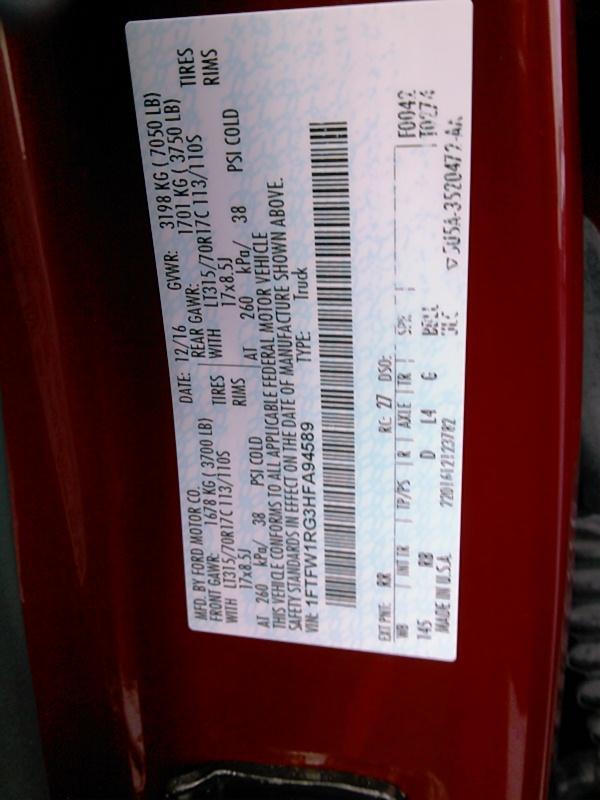 MFD. BY FORD MOTOR CO.
DATE: 12/16 GVWR: 3198 KG ( 7050 LB)
FRONT GAWR: 1678 KG ( 3700 LB) REAR GAWR: 1701 KG ( 3750 LB)
WITH LT315/70R17C 113/110S TIRES WITH LT315/70R17C 113/110S TIRES
17x8.5J RIMS 17x8.5J RIMS
AT 260 kPa/ 38 PSI COLD AT 260 kPa/ 38 PSI COLD
THIS VEHICLE CONFORMS TO ALL APPLICABLE FEDERAL MOTOR VEHICLE
SAFETY STANDARDS IN EFFECT ON THE DATE OF MANUFACTURE SHOWN ABOVE.
VIN: 1FTFW1RG3HFA94589 TYPE: Truck
EXT PNT: RR RC: 27 DSO: F0042
WB INT TR TP/PS R AXLE TR SPR T0274
145 RB D L4 G
MADE IN U.S.A. 22016121